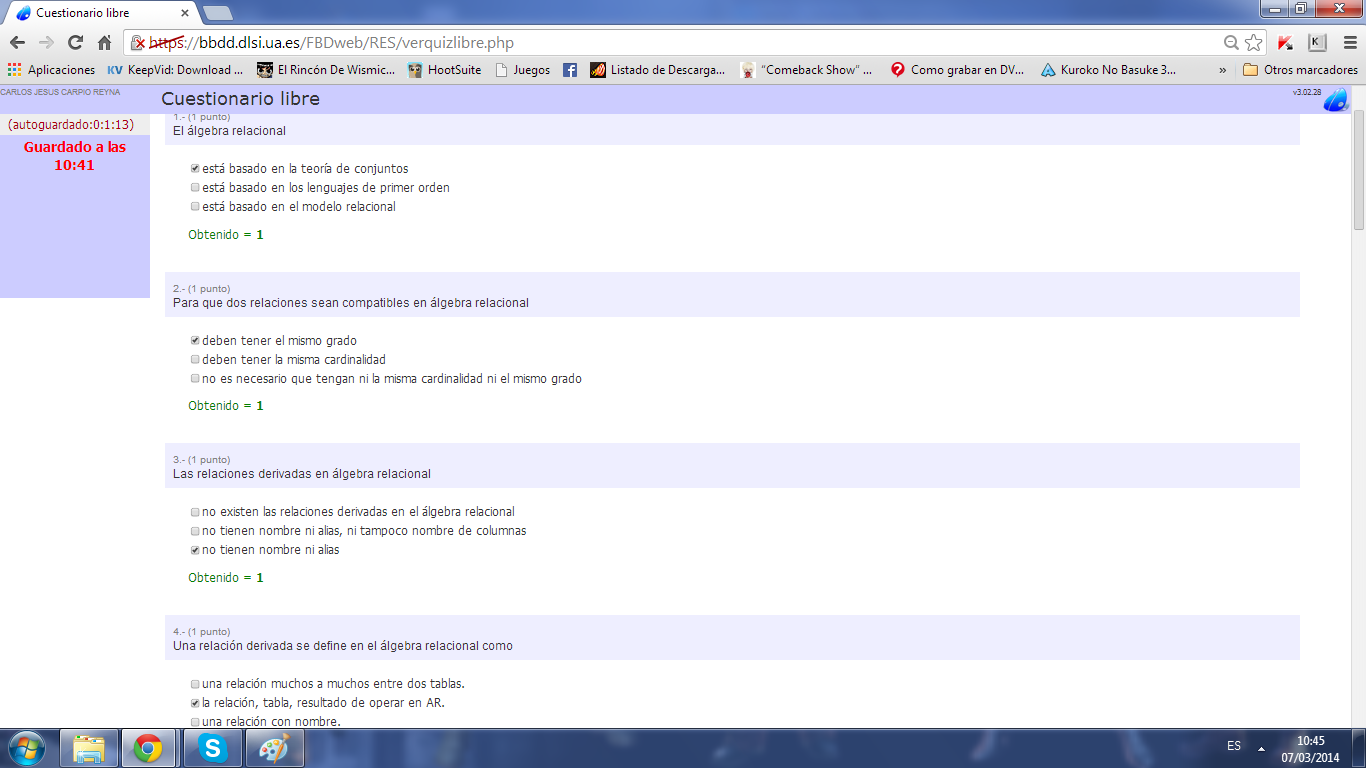 Cuestionario libre
https://bbdd.dlsi.ua.es/FBDweb/RES/verquizlibre.php
Aplicaciones
KV KeepVid: Download ...
El Rincón De Wismic...
HootSuite
Juegos
Listado de Descarga...
"Comeback Show" ...
Como grabar en DV...
Kuroko No Basuke 3...
»
Otros marcadores
CARLOS JESUS CARPIO REYNA
Cuestionario libre
v3.02.28
(autoguardado:0:1:13)
Guardado a las
10:41
1.- (1 punto)
El álgebra relacional
está basado en la teoría de conjuntos
está basado en los lenguajes de primer orden
está basado en el modelo relacional
Obtenido = 1
2.- (1 punto)
Para que dos relaciones sean compatibles en álgebra relacional
deben tener el mismo grado
deben tener la misma cardinalidad
no es necesario que tengan ni la misma cardinalidad ni el mismo grado
Obtenido = 1
3.- (1 punto)
Las relaciones derivadas en álgebra relacional
no existen las relaciones derivadas en el álgebra relacional
no tienen nombre ni alias, ni tampoco nombre de columnas
no tienen nombre ni alias
Obtenido = 1
4.- (1 punto)
Una relación derivada se define en el álgebra relacional como
una relación muchos a muchos entre dos tablas.
la relación, tabla, resultado de operar en AR.
una relación con nombre.
ES
10:45
07/03/2014